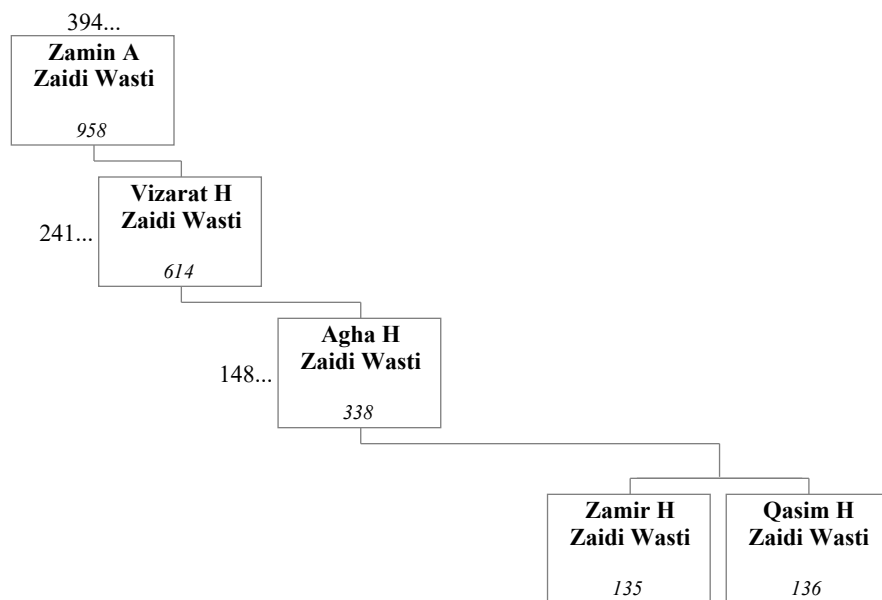 394...
Zamin A
Zaidi Wasti
958
Vizarat H
Zaidi Wasti
241...
614
Agha H
Zaidi Wasti
148...
338
Zamir H
Zaidi Wasti
135
Qasim H
Zaidi Wasti
136